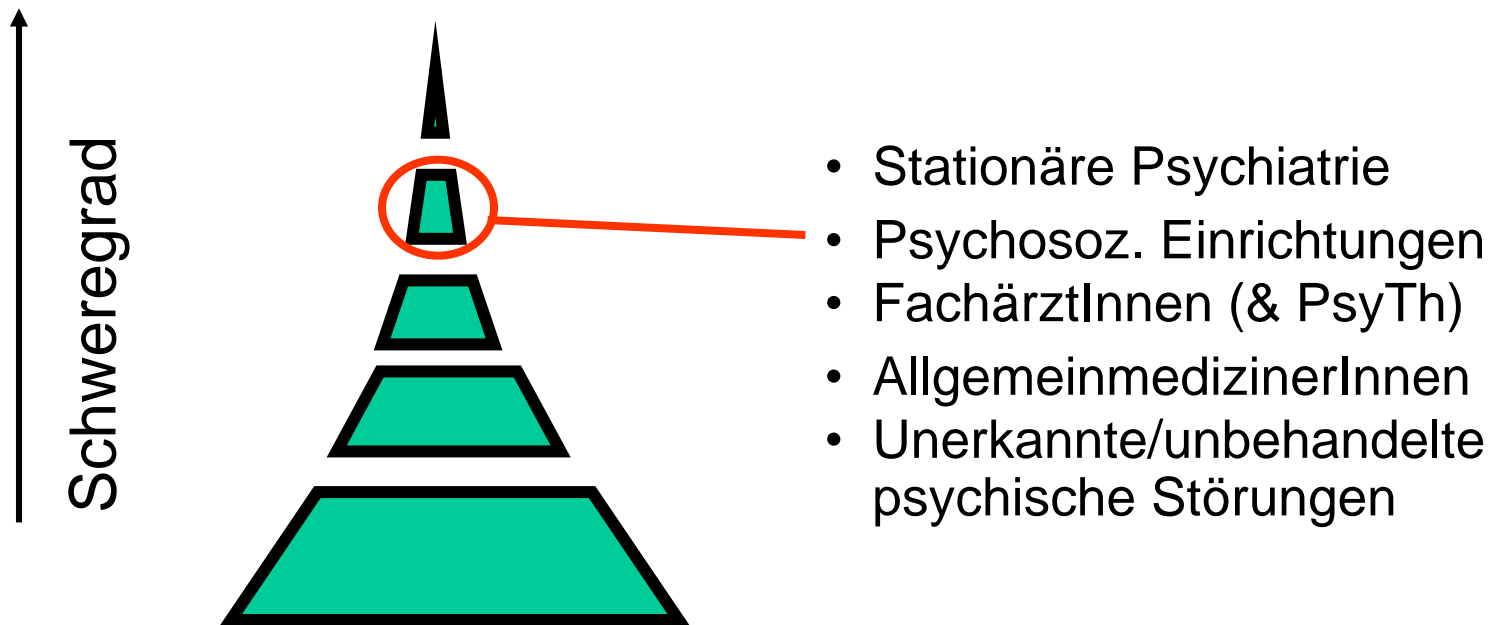 Schweregrad
• Stationäre Psychiatrie
• Psychosoz. Einrichtungen
• FachärztInnen (& PsyTh)
• AllgemeinmedizinerInnen
• Unerkannte/unbehandelte
psychische Störungen